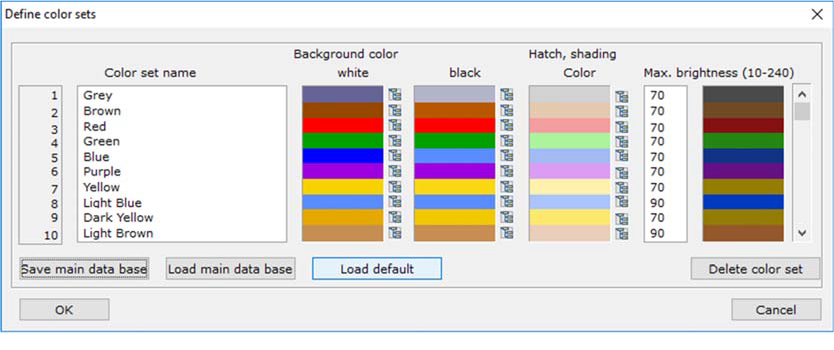 Define color sets
Background color Hatch, shading
Color set name white black Color Max. brightness (10-240)
1 Grey 70
2 Brown 70
3 Red 70
4 Green 70
5 Blue 70
6 Purple 70
7 Yellow 70
8 Light Blue 90
9 Dark Yellow 70
10 Light Brown 90
Save main data base Load main data base Load default Delete color set
OK Cancel